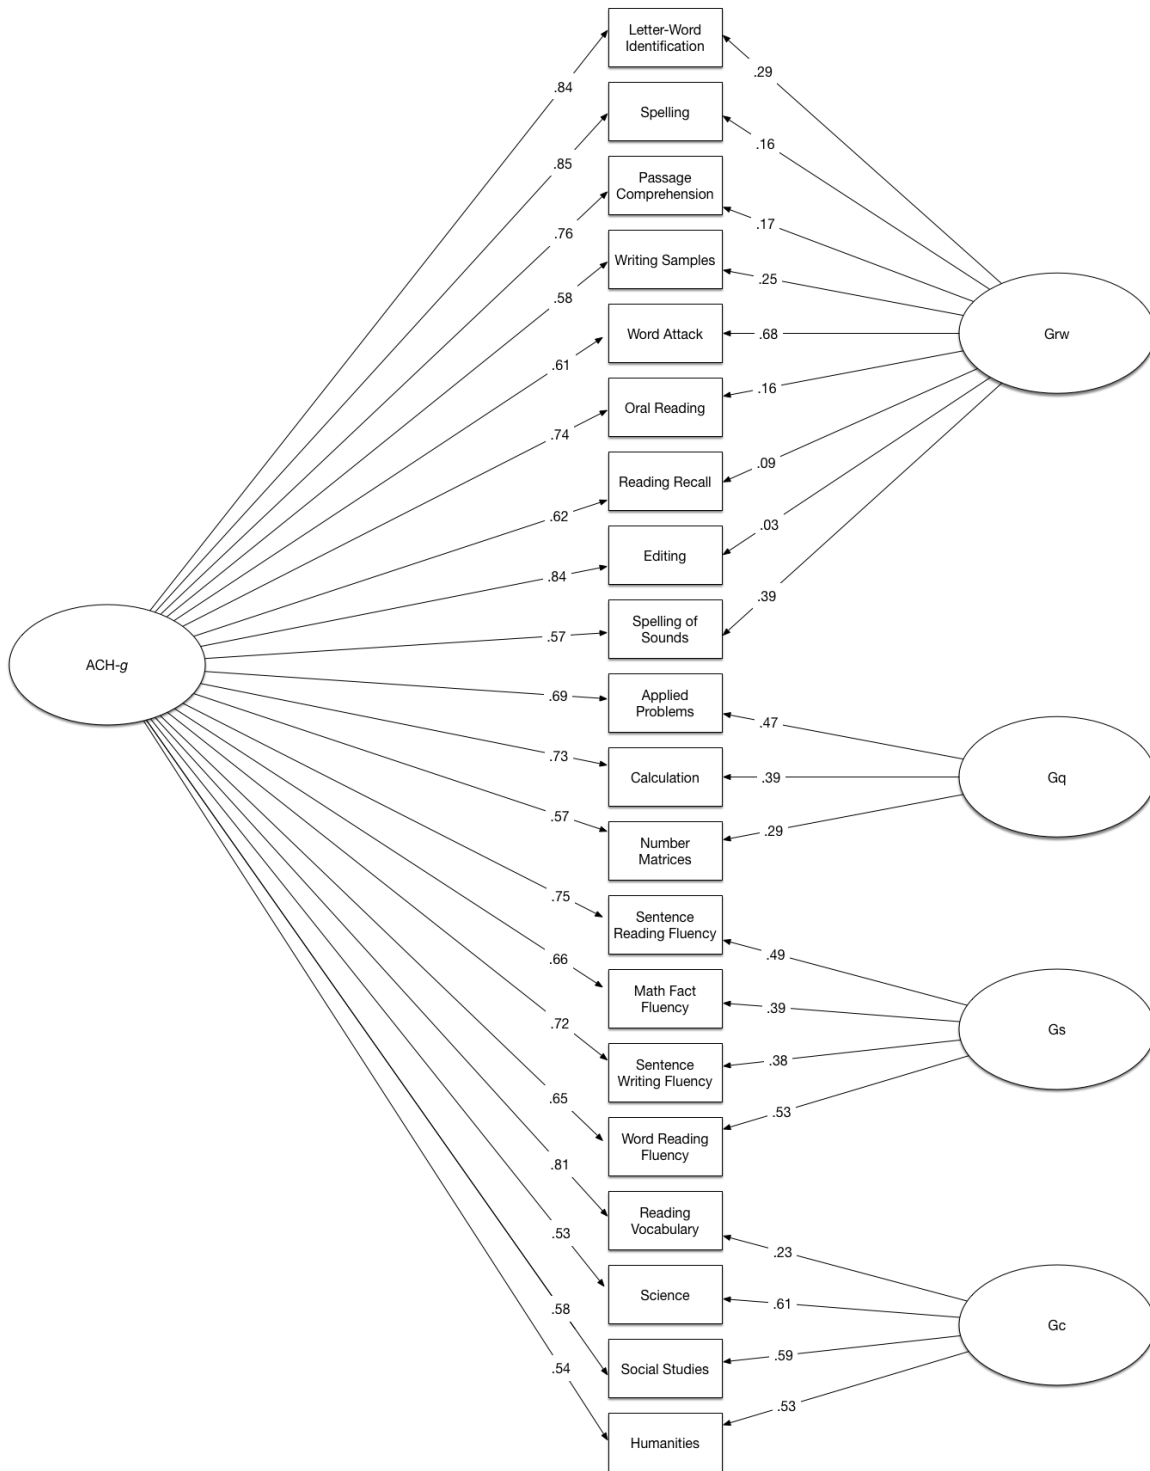 Letter-Word
Identification
.84
.29
Spelling
.85
.16
Passage
Comprehension
.76
.17
Writing Samples
.58
.25
Word Attack
.61
.68
Grw
Oral Reading
.74
.16
Reading Recall
.62
.09
Editing
.84
.03
Spelling of
Sounds
.57
.39
ACH-g
Applied
Problems
.69
.47
Calculation
.73
.39
Gq
Number
Matrices
.57
.29
Sentence
Reading Fluency
.75
.49
Math Fact
Fluency
.66
.39
Gs
Sentence
Writing Fluency
.72
.38
Word Reading
Fluency
.65
.53
Reading
Vocabulary
.81
.23
Science
.53
.61
Gc
Social Studies
.58
.59
Humanities
.54
.53